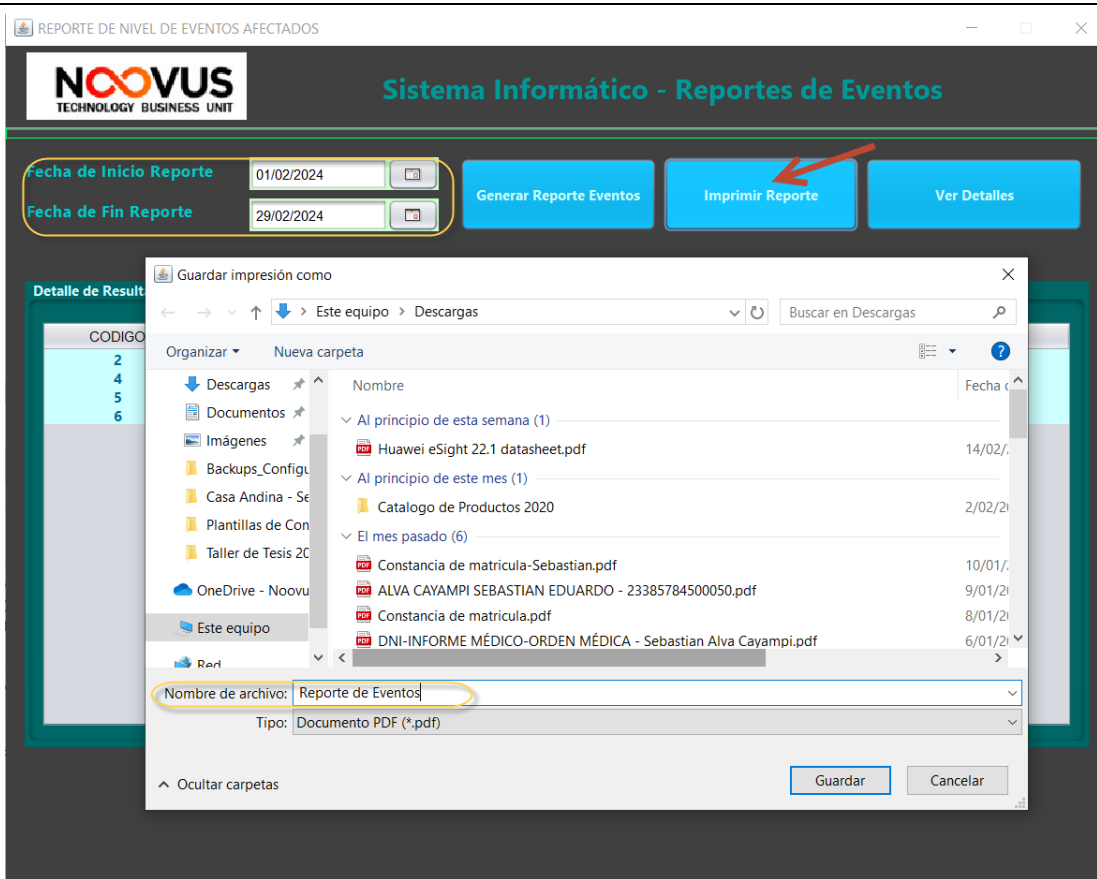 REPORTE DE NIVEL DE EVENTOS AFECTADOS
NOOVUS
TECHNOLOGY BUSINESS UNIT
Sistema Informático - Reportes de Eventos
Fecha de Inicio Reporte
01/02/2024
Fecha de Fin Reporte
29/02/2024
Generar Reporte Eventos
Imprimir Reporte
Ver Detalles
Detalle de Result
CODIGO
2
4
5
6
Guardar impresión como
Este equipo > Descargas
Buscar en Descargas
Organizar
Nueva carpeta
Descargas
Documentos
Imágenes
Backups_Configu
Casa Andina - Se
Plantillas de Con
Taller de Tesis 20
OneDrive - Noovu
Este equipo
Red
Nombre
Fecha
Al principio de esta semana (1)
Huawei eSight 22.1 datasheet.pdf 14/02/
Al principio de este mes (1)
Catalogo de Productos 2020 2/02/2
El mes pasado (6)
Constancia de matricula-Sebastian.pdf 10/01/
ALVA CAYAMPI SEBASTIAN EDUARDO - 23385784500050.pdf 9/01/2
Constancia de matricula.pdf 8/01/2
DNI-INFORME MÉDICO-ORDEN MÉDICA - Sebastian Alva Cayampi.pdf 6/01/2
Nombre de archivo: Reporte de Eventos
Tipo: Documento PDF (*.pdf)
Ocultar carpetas
Guardar
Cancelar